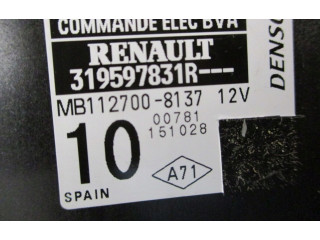 COMMANDE ELEC BVA
RENAULT
319597831R---
DENSO
MB112700-8137 12V
10
00781
151028
A71
SPAIN